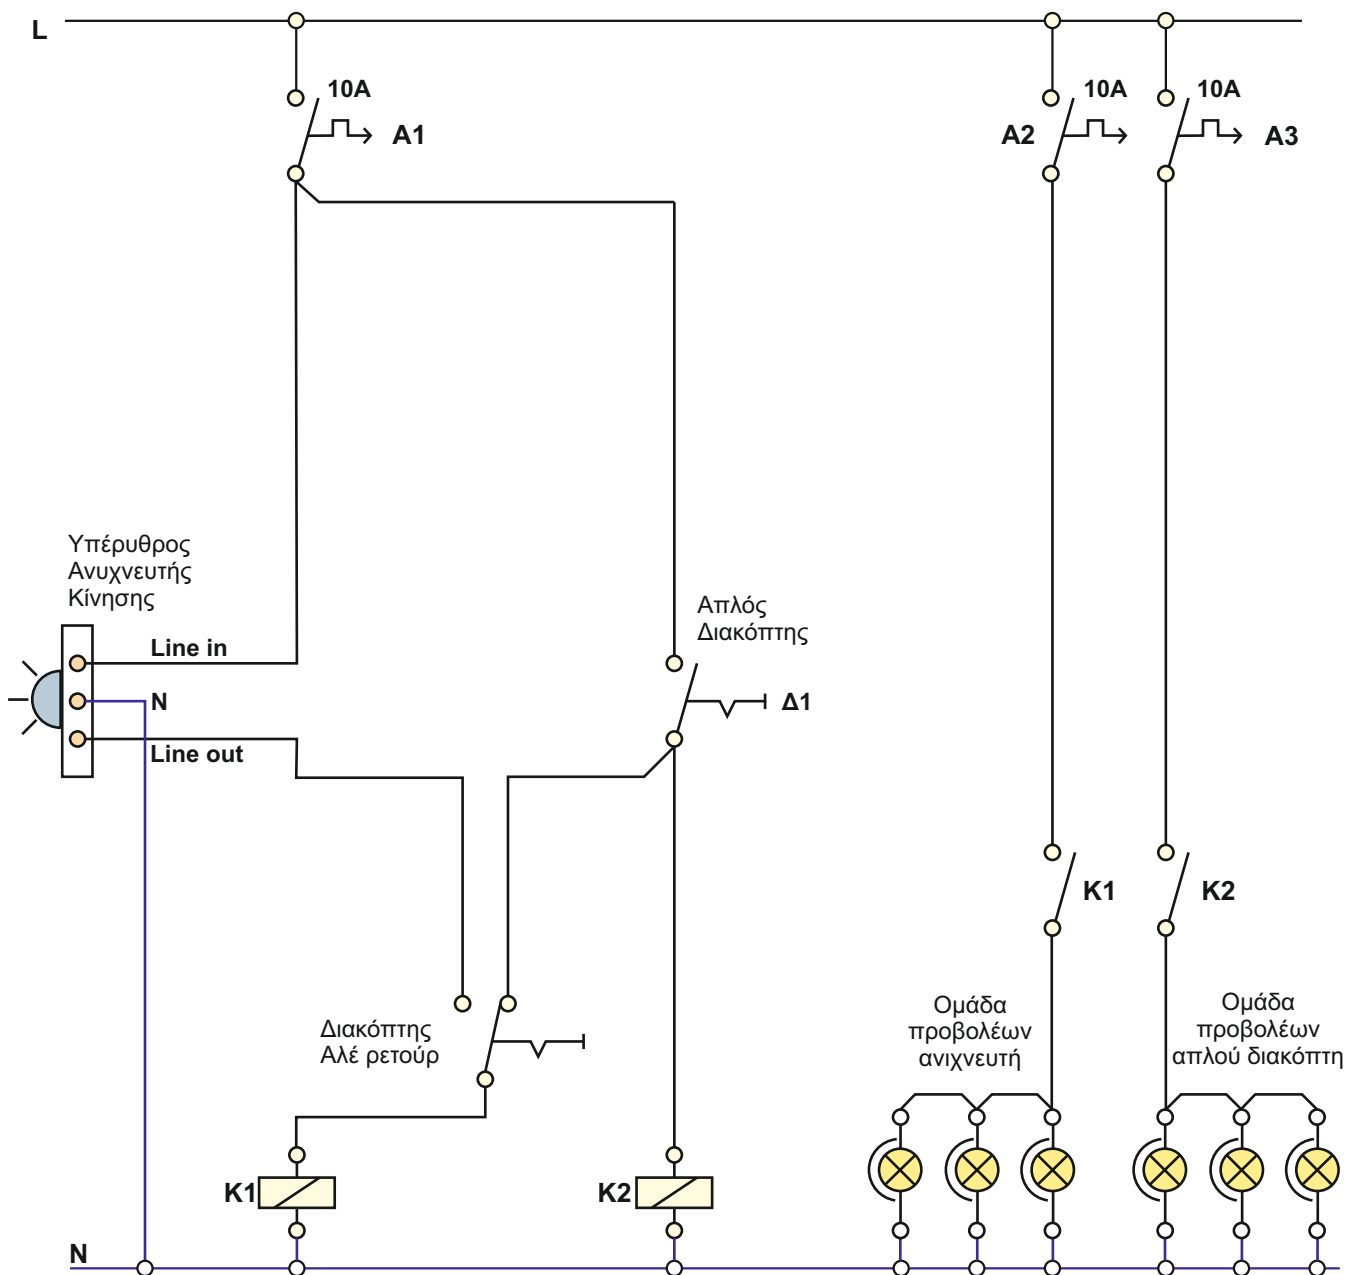 L
10A
A1
10A
A2
10A
A3
Υπέρυθρος
Ανυχνευτής
Κίνησης
Line in
N
Line out
Απλός
Διακόπτης
Δ1
K1
K2
Διακόπτης
Αλέ ρετούρ
Ομάδα
προβολέων
ανιχνευτή
Ομάδα
προβολέων
απλού διακόπτη
K1
K2
N